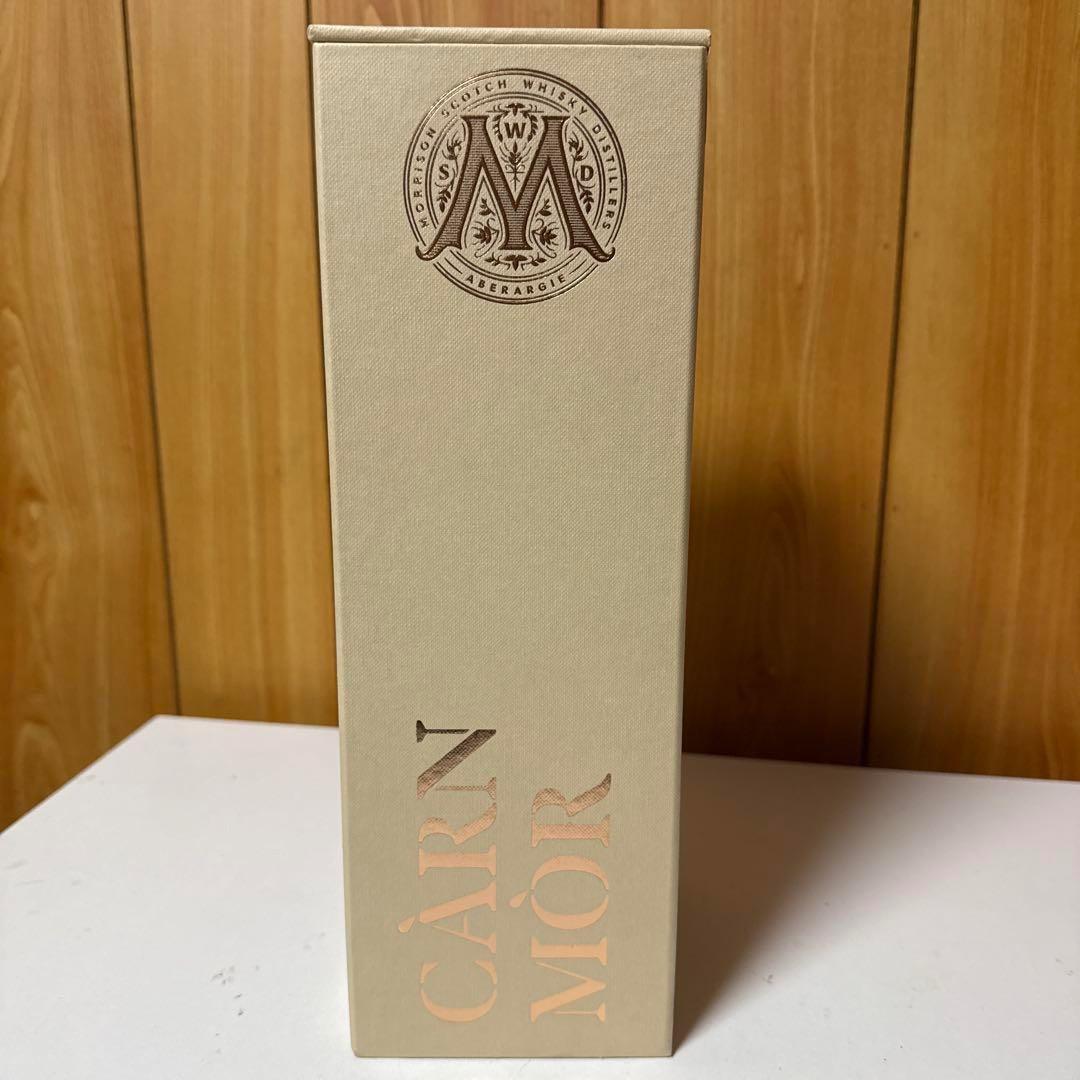 MORRISON SCOTCH WHISKY DISTILLERS
W
S M D
ABERARGIE
CÀRN
MÒR